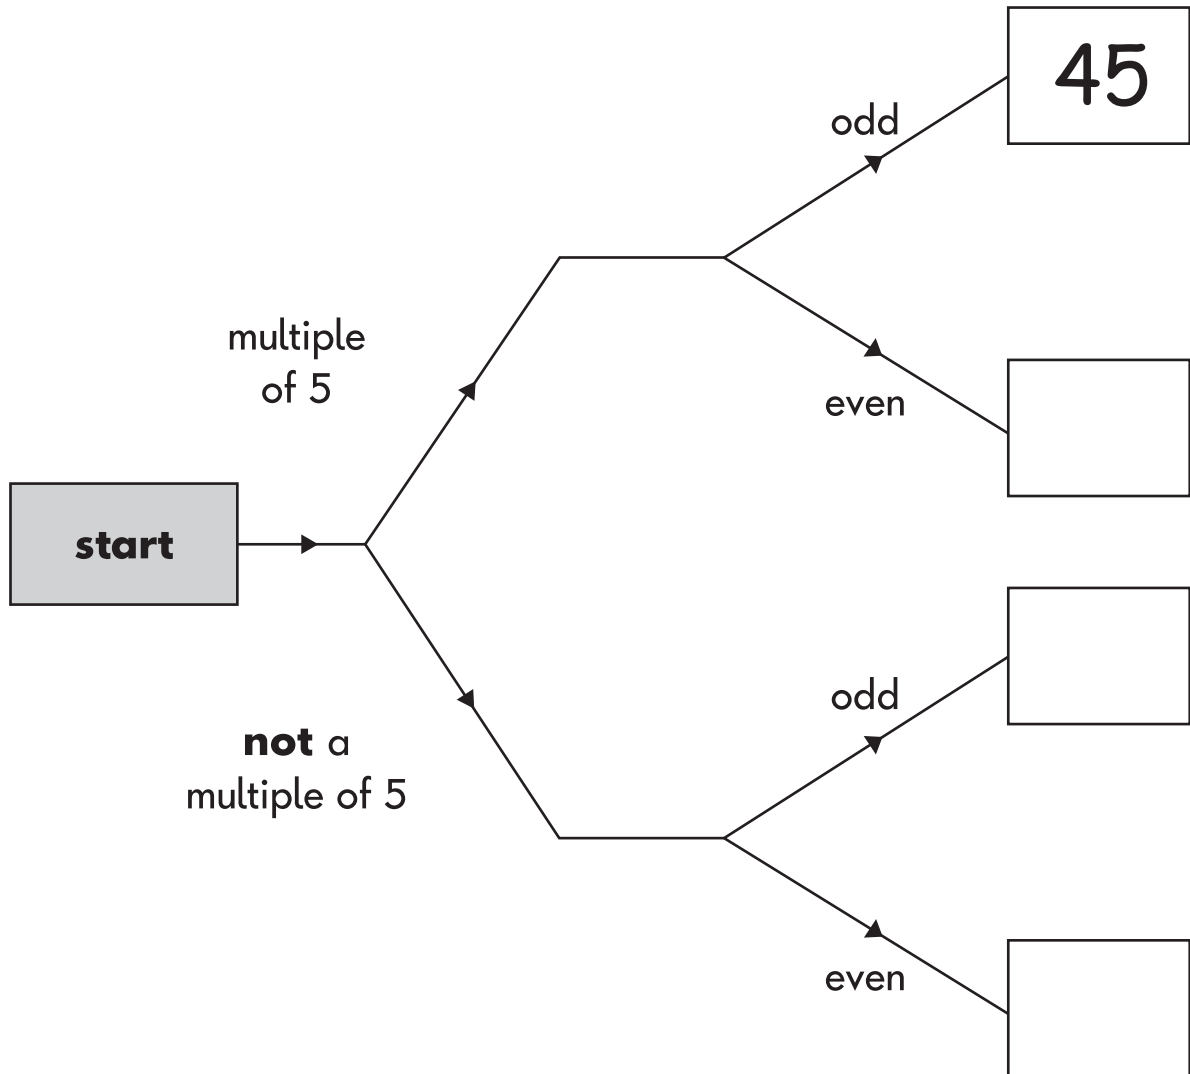 45
odd
multiple
of 5
even
start
odd
not a
multiple of 5
even